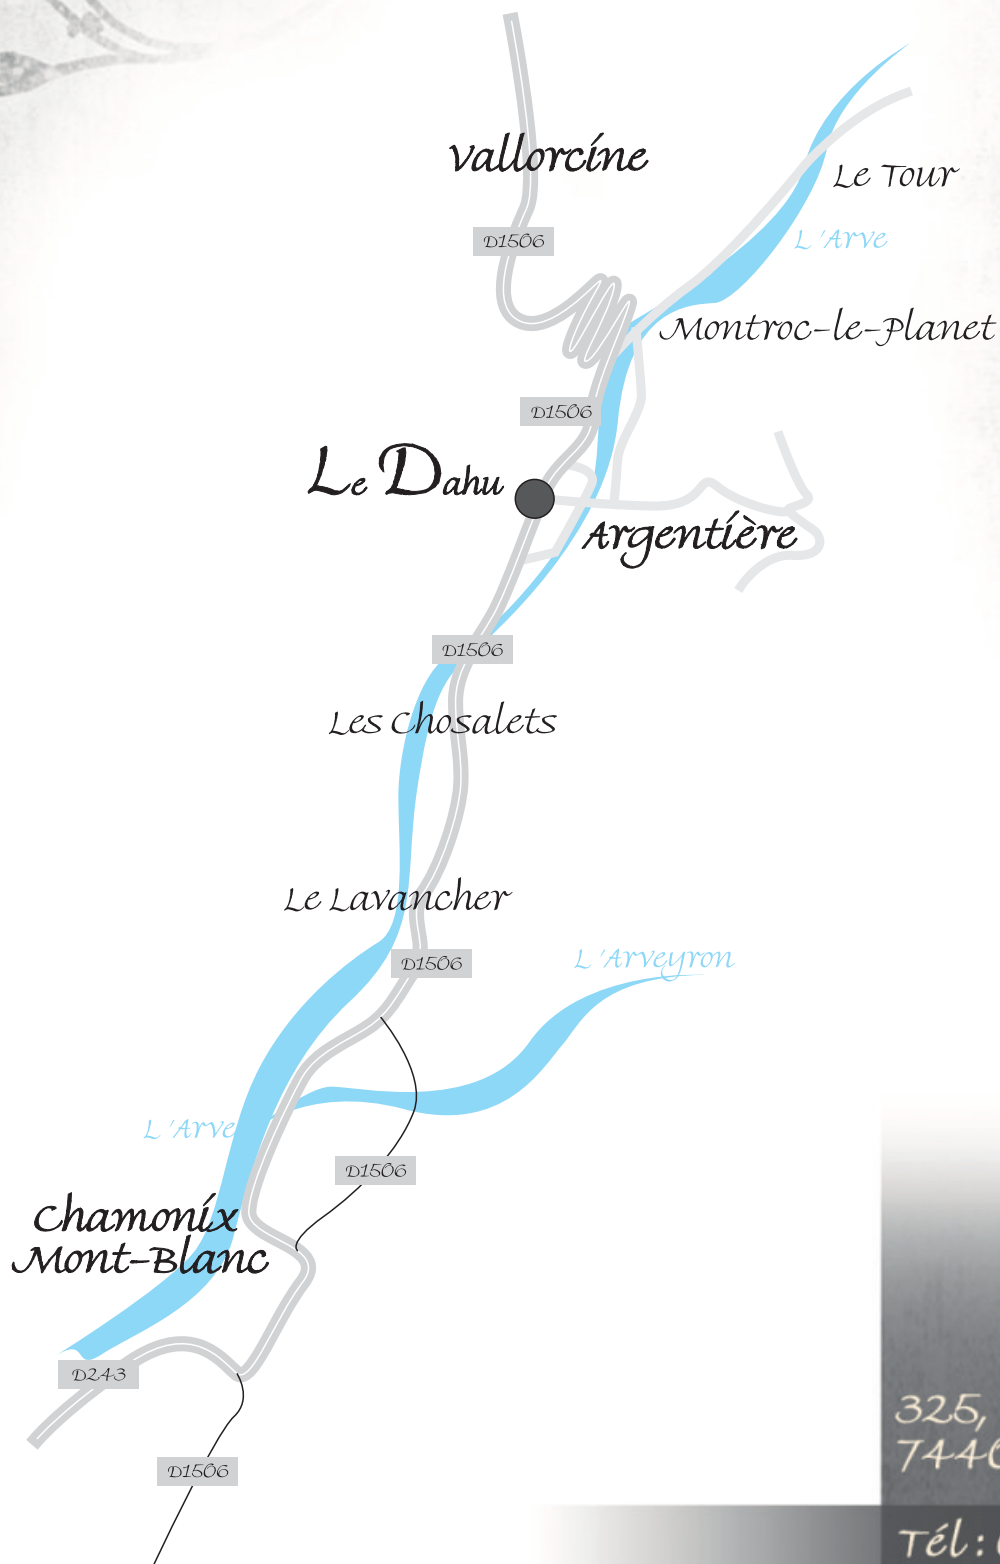 Vallorcine
Le Tour
D1506
L'Arve
Montroc-le-Planet
D1506
Le Dahu
Argentière
D1506
Les Chosalets
Le Lavancher
D1506
L'Arveyron
L'Arve
D1506
Chamonix
Mont-Blanc
D243
325,
D1506
Tél :